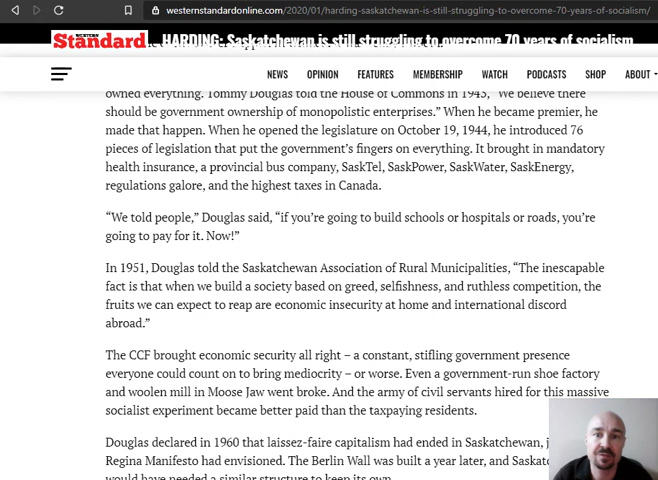 westernstandardonline.com/2020/01/harding-saskatchewan-is-still-struggling-to-overcome-70-years-of-socialism/
WESTERN
Standard
HARDING: Saskatchewan is still struggling to overcome 70 years of socialism
NEWS OPINION FEATURES MEMBERSHIP WATCH PODCASTS SHOP ABOUT
owned everything. Tommy Douglas told the House of Commons in 1943, “We believe there
should be government ownership of monopolistic enterprises.” When he became premier, he
made that happen. When he opened the legislature on October 19, 1944, he introduced 76
pieces of legislation that put the government’s fingers on everything. It brought in mandatory
health insurance, a provincial bus company, SaskTel, SaskPower, SaskWater, SaskEnergy,
regulations galore, and the highest taxes in Canada.
“We told people,” Douglas said, “if you’re going to build schools or hospitals or roads, you’re
going to pay for it. Now!”
In 1951, Douglas told the Saskatchewan Association of Rural Municipalities, “The inescapable
fact is that when we build a society based on greed, selfishness, and ruthless competition, the
fruits we can expect to reap are economic insecurity at home and international discord
abroad.”
The CCF brought economic security all right – a constant, stifling government presence
everyone could count on to bring mediocrity – or worse. Even a government-run shoe factory
and woolen mill in Moose Jaw went broke. And the army of civil servants hired for this massive
socialist experiment became better paid than the taxpaying residents.
Douglas declared in 1960 that laissez-faire capitalism had ended in Saskatchewan,
Regina Manifesto had envisioned. The Berlin Wall was built a year later, and
would have needed a similar structure to keep its own.